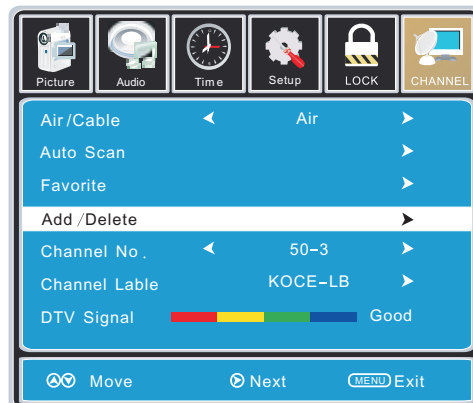 Picture Audio Time Setup LOCK CHANNEL
Air/Cable Air
Auto Scan
Favorite
Add /Delete
Channel No. 50-3
Channel Lable KOCE-LB
DTV Signal Good
Move Next MENU Exit